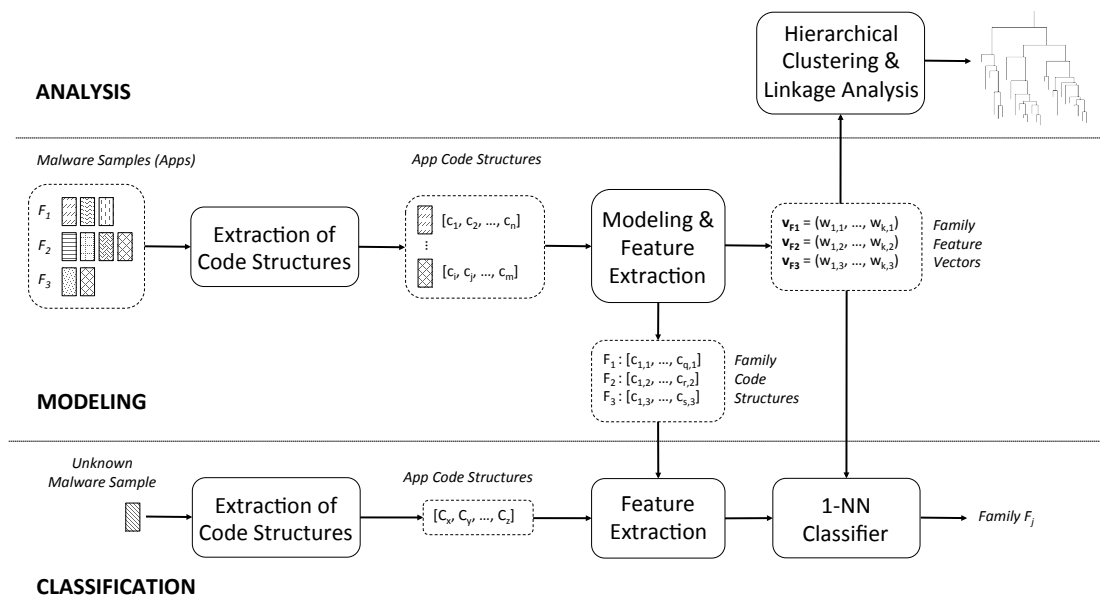 Hierarchical
Clustering &
Linkage Analysis
ANALYSIS
Malware Samples (Apps)
F1
F2
F3
Extraction of
Code Structures
App Code Structures
[c1, c2, …, cn]
⋮
[ci, cj, …, cm]
Modeling &
Feature
Extraction
vF1 = (w1,1, …, wk,1)
vF2 = (w1,2, …, wk,2)
vF3 = (w1,3, …, wk,3)
Family
Feature
Vectors
F1 : [c1,1, …, cq,1]
F2 : [c1,2, …, cr,2]
F3 : [c1,3, …, cs,3]
Family
Code
Structures
MODELING
Unknown
Malware Sample
Extraction of
Code Structures
App Code Structures
[Cx, Cy, …, Cz]
Feature
Extraction
1-NN
Classifier
Family Fj
CLASSIFICATION